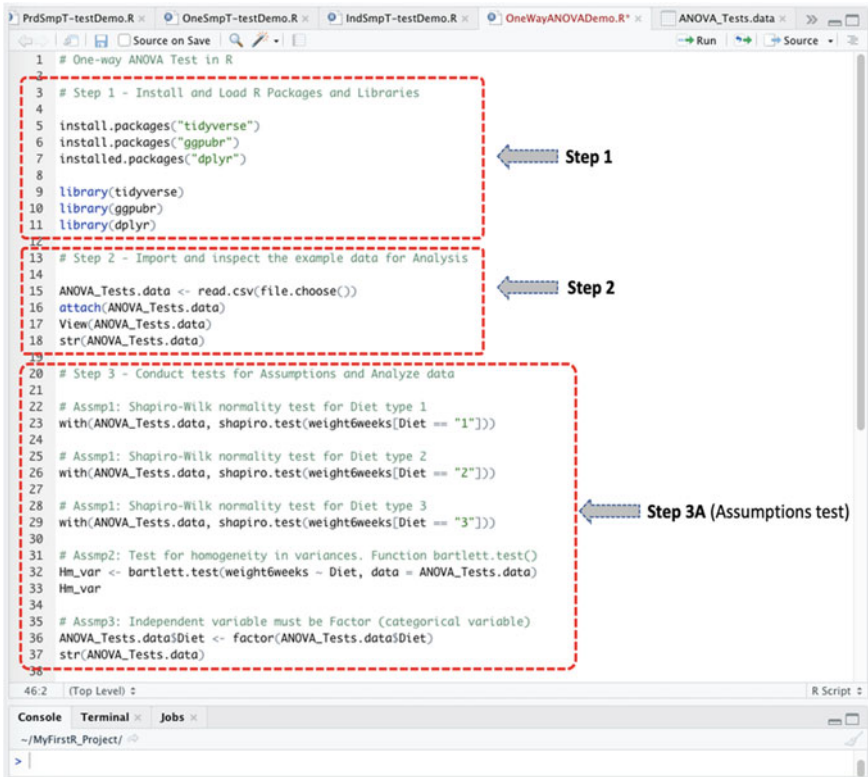 PrdSmpT-testDemo.R × OneSmpT-testDemo.R × IndSmpT-testDemo.R × OneWayANOVADemo.R* × ANOVA_Tests.data ×
Source on Save Run Source
1 # One-way ANOVA Test in R
2
3 # Step 1 - Install and Load R Packages and Libraries
4
5 install.packages("tidyverse")
6 install.packages("ggpubr")
7 installed.packages("dplyr")
Step 1
8
9 library(tidyverse)
10 library(ggpubr)
11 library(dplyr)
12
13 # Step 2 - Import and inspect the example data for Analysis
14
15 ANOVA_Tests.data <- read.csv(file.choose())
Step 2
16 attach(ANOVA_Tests.data)
17 View(ANOVA_Tests.data)
18 str(ANOVA_Tests.data)
19
20 # Step 3 - Conduct tests for Assumptions and Analyze data
21
22 # Assmp1: Shapiro-Wilk normality test for Diet type 1
23 with(ANOVA_Tests.data, shapiro.test(weight6weeks[Diet == "1"]))
24
25 # Assmp1: Shapiro-Wilk normality test for Diet type 2
26 with(ANOVA_Tests.data, shapiro.test(weight6weeks[Diet == "2"]))
27
28 # Assmp1: Shapiro-Wilk normality test for Diet type 3
29 with(ANOVA_Tests.data, shapiro.test(weight6weeks[Diet == "3"]))
Step 3A (Assumptions test)
30
31 # Assmp2: Test for homogeneity in variances. Function bartlett.test()
32 Hm_var <- bartlett.test(weight6weeks ~ Diet, data = ANOVA_Tests.data)
33 Hm_var
34
35 # Assmp3: Independent variable must be Factor (categorical variable)
36 ANOVA_Tests.data$Diet <- factor(ANOVA_Tests.data$Diet)
37 str(ANOVA_Tests.data)
38
46:2 (Top Level) R Script
Console Terminal × Jobs ×
~/MyFirstR_Project/
>